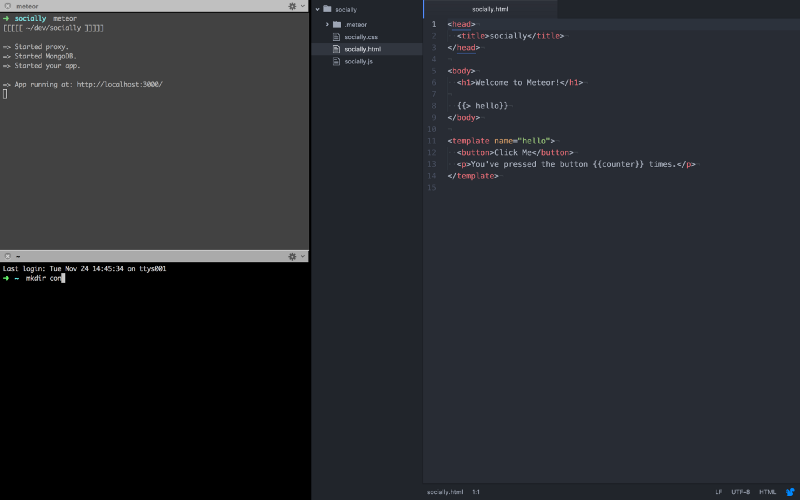 meteor
➜ socially meteor
[[[[[ ~/dev/socially ]]]]]
=> Started proxy.
=> Started MongoDB.
=> Started your app.
=> App running at: http://localhost:3000/
~
Last login: Tue Nov 24 14:45:34 on ttys001
➜ ~ mkdir con
socially
.meteor
socially.css
socially.html
socially.js
socially.html
1 <head>
2 <title>socially</title>
3 </head>
4
5 <body>
6 <h1>Welcome to Meteor!</h1>
7
8 {{> hello}}
9 </body>
10
11 <template name="hello">
12 <button>Click Me</button>
13 <p>You've pressed the button {{counter}} times.</p>
14 </template>
15
socially.html 1:1 LF UTF-8 HTML